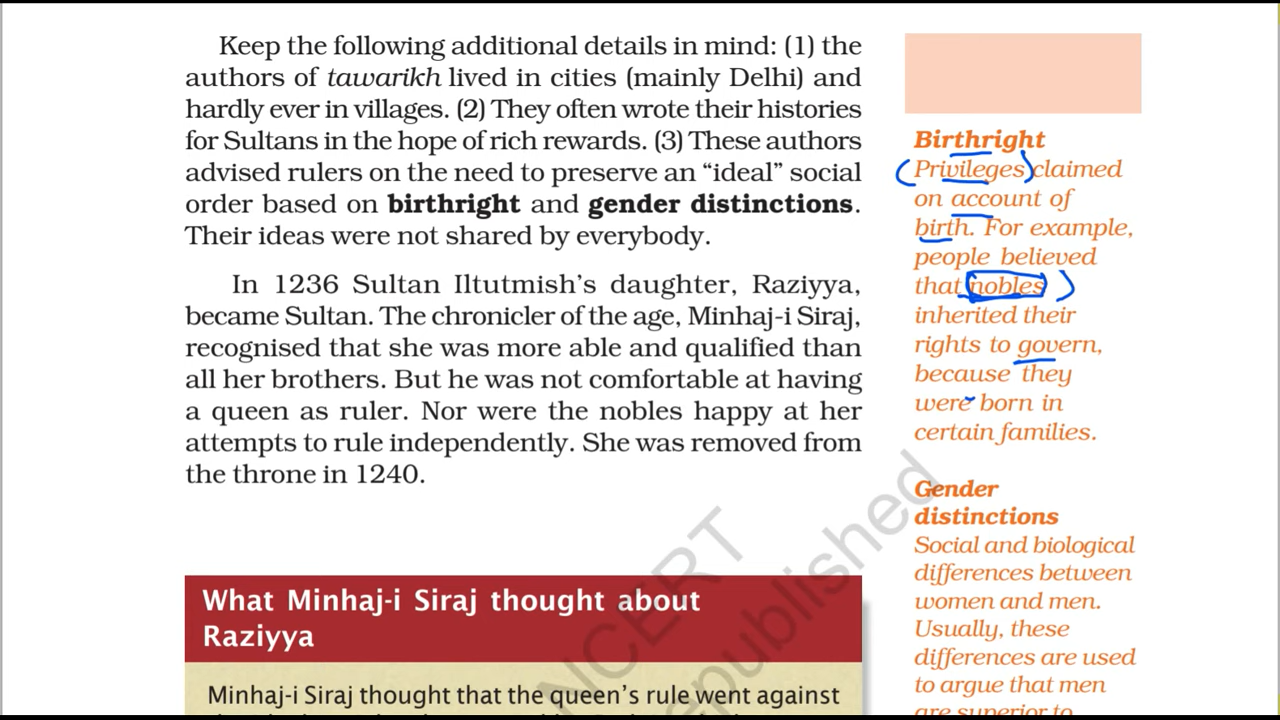 Keep the following additional details in mind: (1) the
authors of tawarikh lived in cities (mainly Delhi) and
hardly ever in villages. (2) They often wrote their histories
for Sultans in the hope of rich rewards. (3) These authors
advised rulers on the need to preserve an “ideal” social
order based on birthright and gender distinctions.
Their ideas were not shared by everybody.
In 1236 Sultan Iltutmish’s daughter, Raziyya,
became Sultan. The chronicler of the age, Minhaj-i Siraj,
recognised that she was more able and qualified than
all her brothers. But he was not comfortable at having
a queen as ruler. Nor were the nobles happy at her
attempts to rule independently. She was removed from
the throne in 1240.
What Minhaj-i Siraj thought about
Raziyya
Minhaj-i Siraj thought that the queen’s rule went against
Birthright
Privileges claimed
on account of
birth. For example,
people believed
that nobles
inherited their
rights to govern,
because they
were born in
certain families.
Gender
distinctions
Social and biological
differences between
women and men.
Usually, these
differences are used
to argue that men
are superior to
NCERT
republished